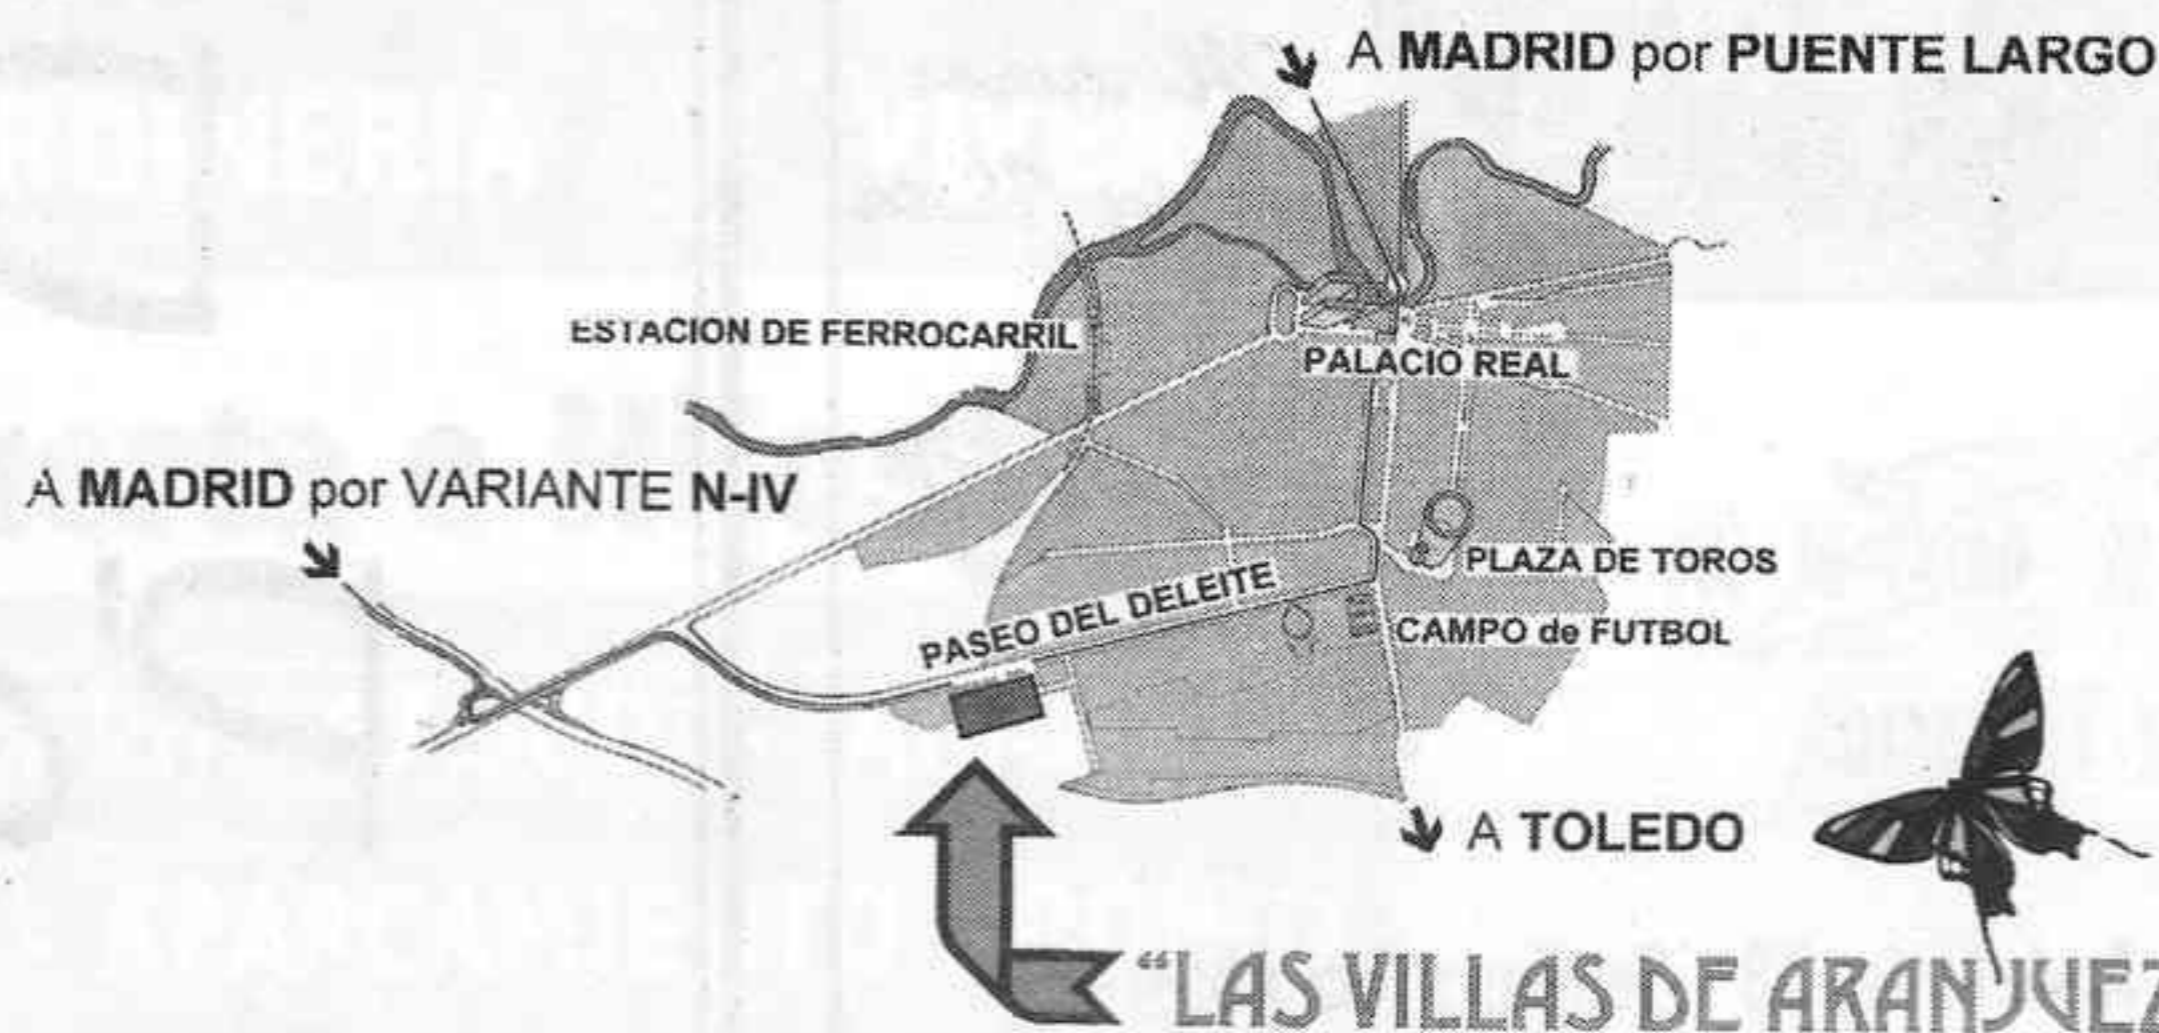 A MADRID por PUENTE LARGO
ESTACION DE FERROCARRIL
PALACIO REAL
A MADRID por VARIANTE N-IV
PLAZA DE TOROS
PASEO DEL DELEITE
CAMPO de FUTBOL
A TOLEDO
"LAS VILLAS DE ARANJUEZ